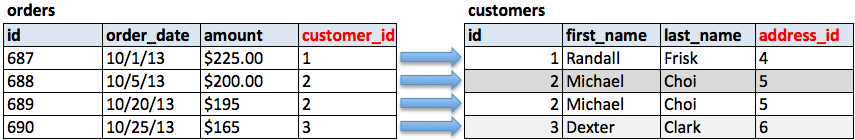 orders customers
id order_date amount customer_id id first_name last_name address_id
687 10/1/13 $225.00 1 1 Randall Frisk 4
688 10/5/13 $200.00 2 2 Michael Choi 5
689 10/20/13 $195 2 2 Michael Choi 5
690 10/25/13 $165 3 3 Dexter Clark 6